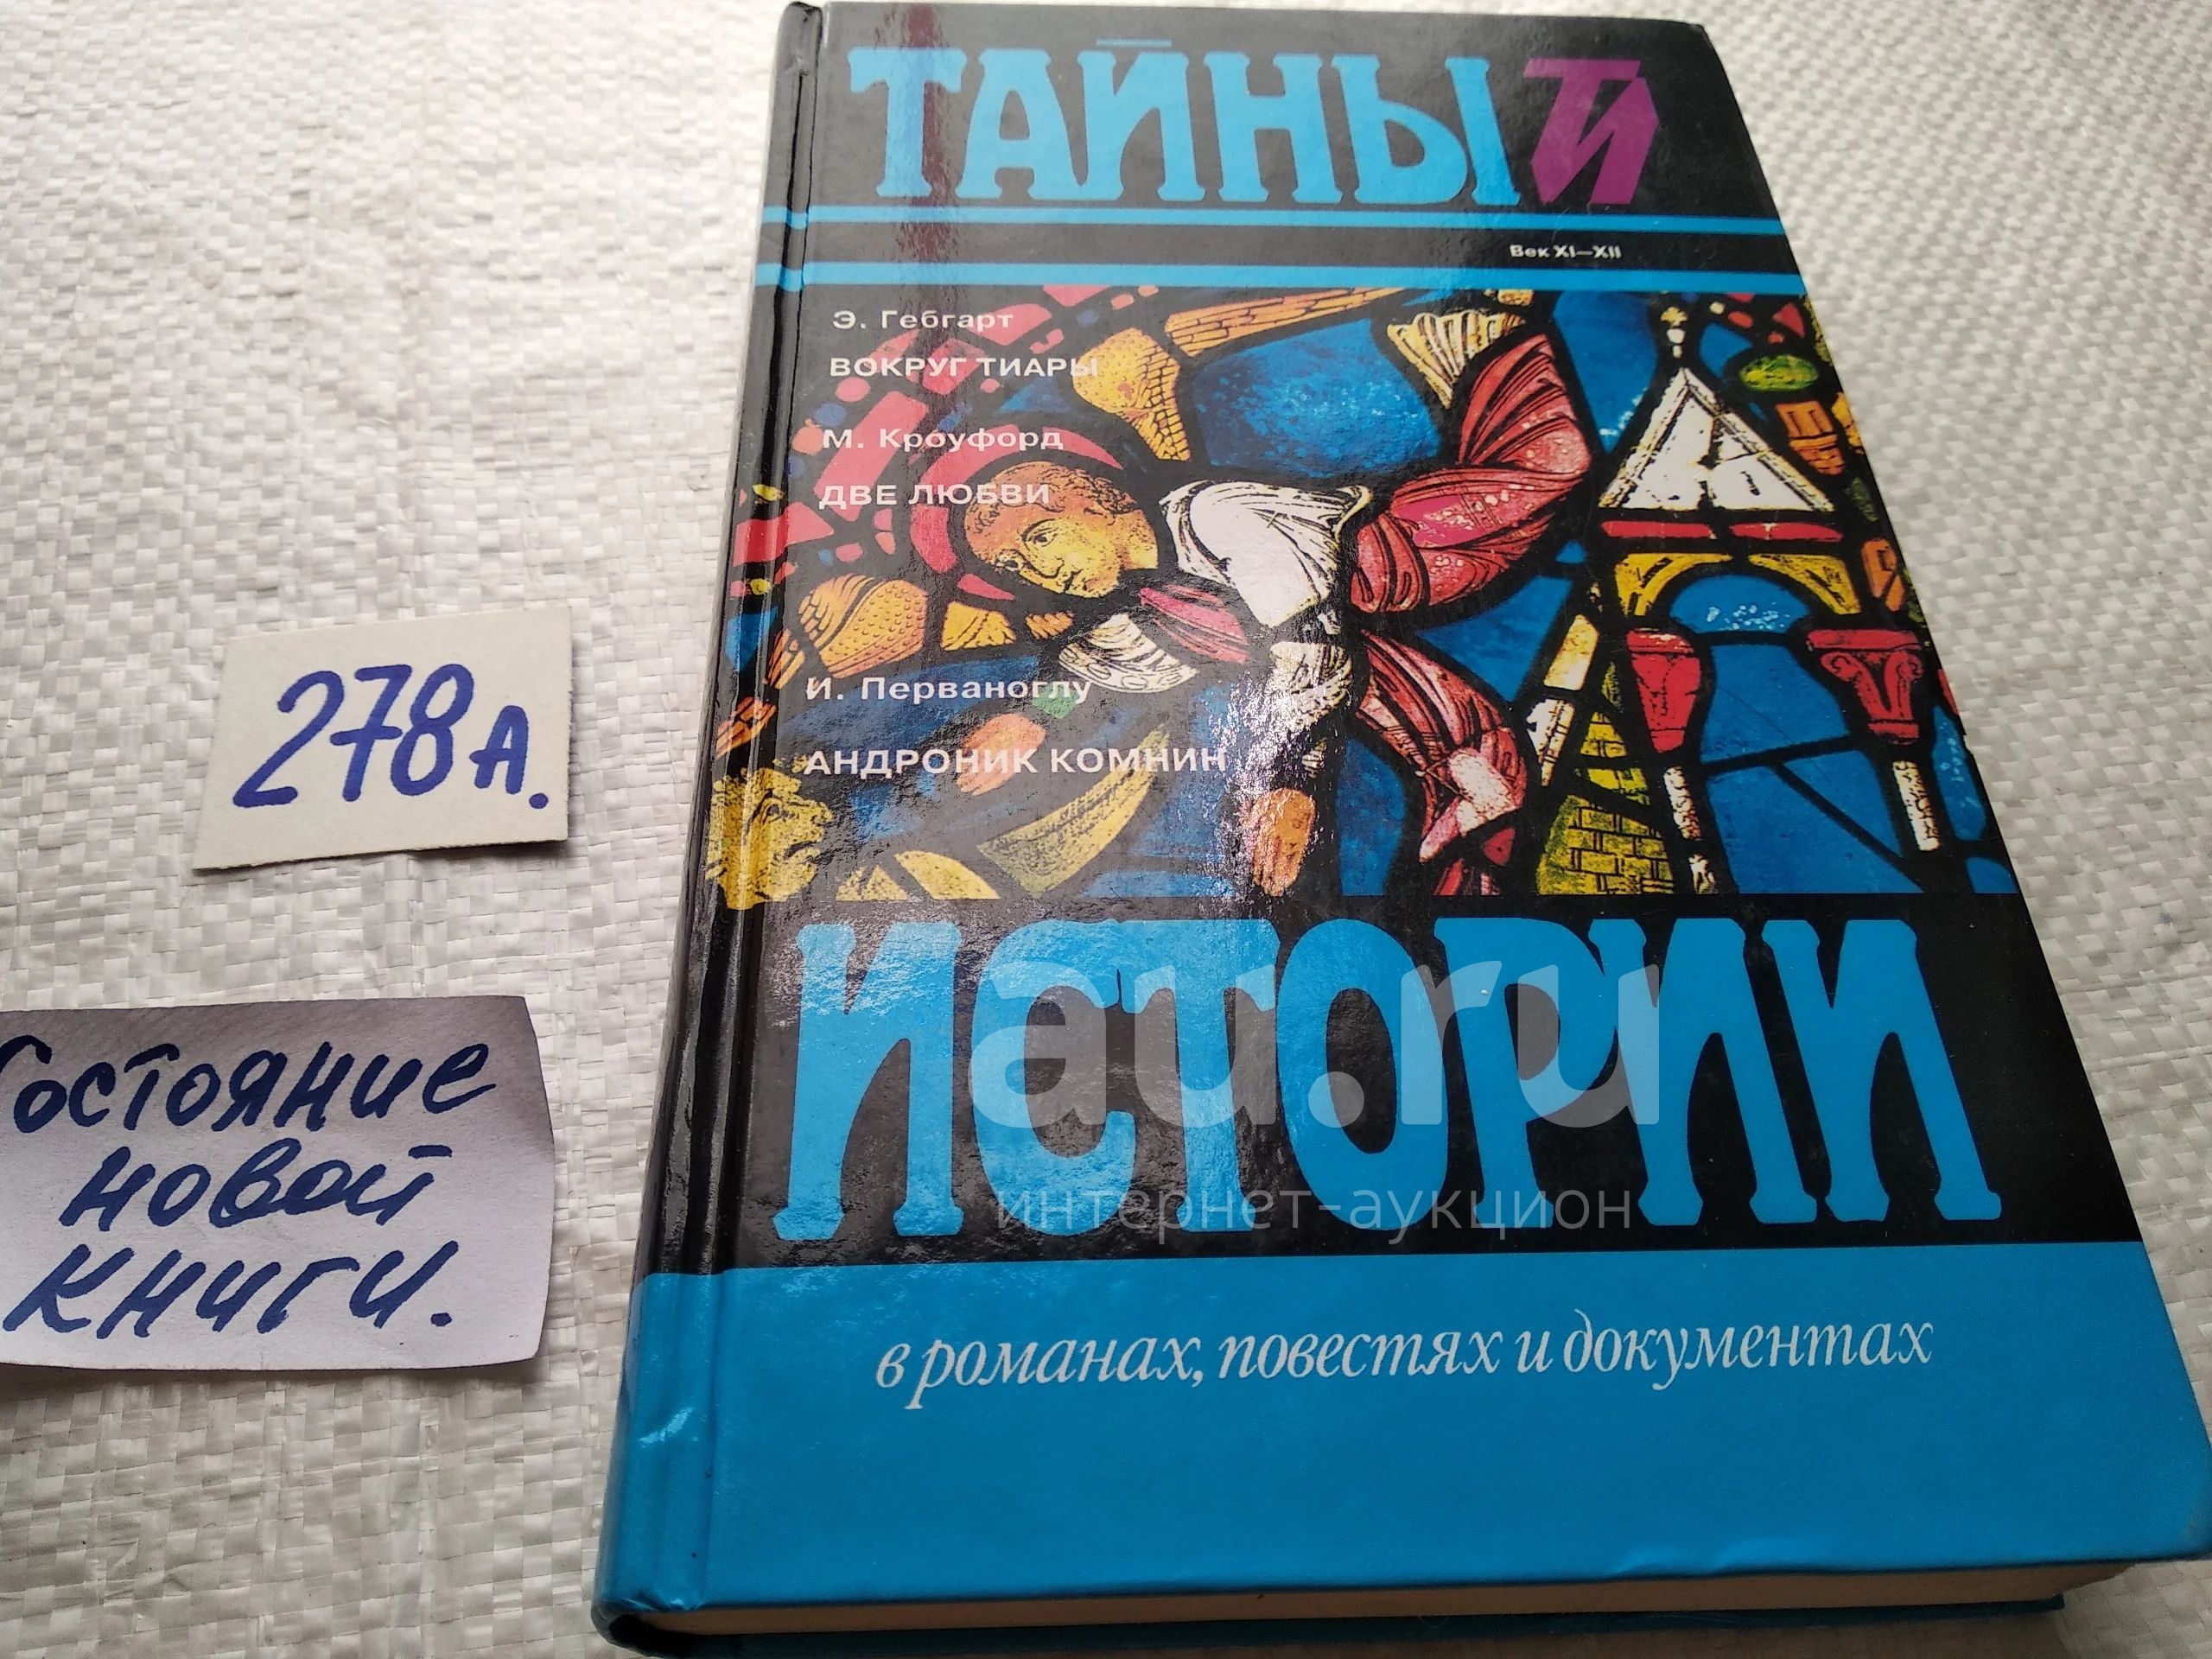 ТАЙНЫ ТИ
Век XI—XII
Э. Гебгарт
ВОКРУГ ТИАРЫ
М. Кроуфорд
ДВЕ ЛЮБВИ
И. Перваноглу
АНДРОНИК КОМНИН
ИСТОРИИ
в романах, повестях и документах
278А.
Состояние
новой
книги.
au.ru
интернет-аукцион